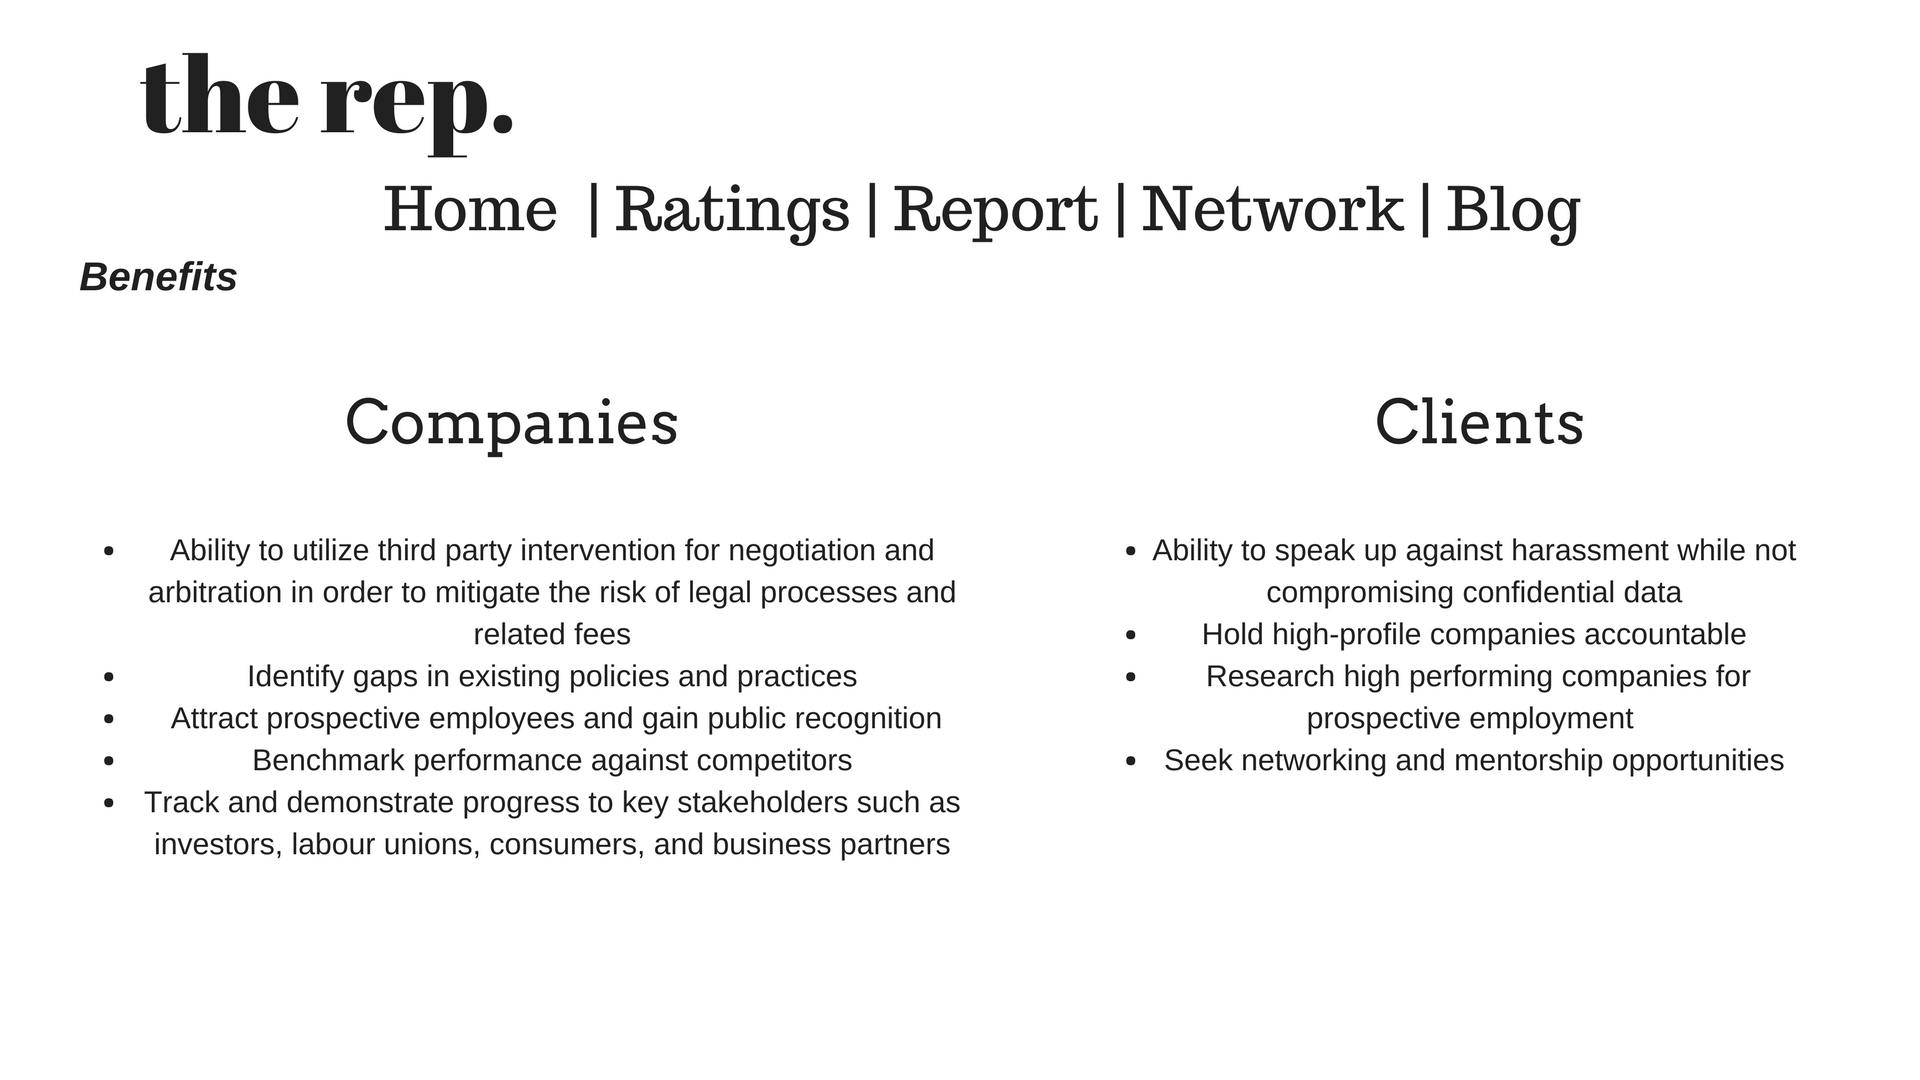 the rep.
Home | Ratings | Report | Network | Blog
Benefits
Companies
• Ability to utilize third party intervention for negotiation and
arbitration in order to mitigate the risk of legal processes and
related fees
• Identify gaps in existing policies and practices
• Attract prospective employees and gain public recognition
• Benchmark performance against competitors
• Track and demonstrate progress to key stakeholders such as
investors, labour unions, consumers, and business partners
Clients
• Ability to speak up against harassment while not
compromising confidential data
• Hold high-profile companies accountable
• Research high performing companies for
prospective employment
• Seek networking and mentorship opportunities